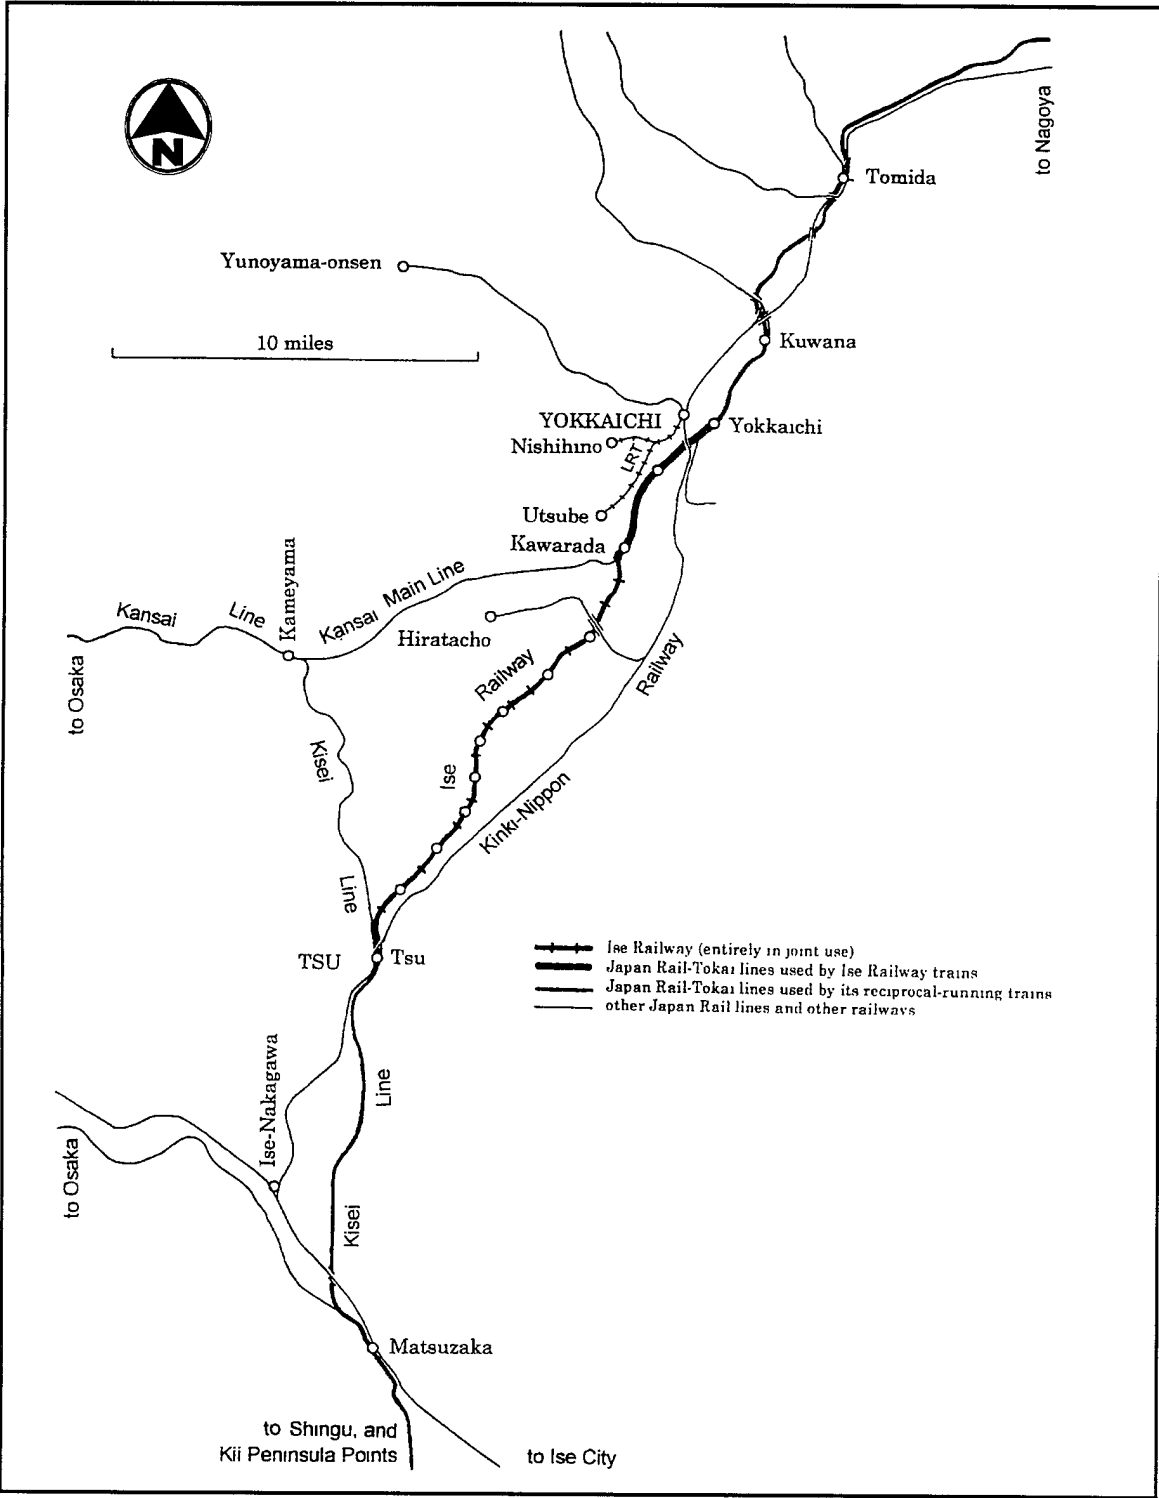 to Nagoya
N
Tomida
Yunoyama-onsen
10 miles
Kuwana
YOKKAICHI
Yokkaichi
Nishihino
LRT
Utsube
Kawarada
Kameyama
Kansai Main Line
Kansai Line
Hiratacho
to Osaka
Railway
Railway
Kisei
Ise
Kinki-Nippon
Line
TSU
Tsu
Ise Railway (entirely in joint use)
Japan Rail-Tokai lines used by Ise Railway trains
Japan Rail-Tokai lines used by its reciprocal-running trains
other Japan Rail lines and other railways
Ise-Nakagawa
Line
to Osaka
Kisei
Matsuzaka
to Shingu, and
Kii Peninsula Points
to Ise City